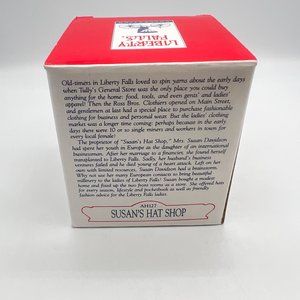 LIBERTY
FALLS
Old-timers in Liberty Falls loved to spin yarns about the early days
when Tully's General Store was the only place you could buy
anything for the home: food, tools, and even gents' and ladies'
apparel! Then the Ross Bros. Clothiers opened on Main Street,
and gentlemen at last had a special place to purchase fashionable
clothing for business and personal wear. But the ladies' clothing
market was a longer time coming: perhaps because in the early
days there were 10 or so single miners and workers in town for
every local female!
The proprietor of "Susan's Hat Shop," Mrs. Susan Davidson
had spent her youth in Europe as the daughter of an international
businessman. After her marriage to a financier, she found herself
transplanted to Liberty Falls. Sadly, her husband's business
ventures failed and he died young of a heart attack. Left on her
own with limited resources, Susan Davidson had a brainstorm:
Why not use her many European contacts to bring beautiful
millinery to the ladies of Liberty Falls? Susan bought a modest
home and fixed up the two front rooms as a store. She offered hats
for every season, lifestyle and pocketbook as well as friendly
fashion advice for the Liberty Falls ladies.
AH127
SUSAN'S HAT SHOP